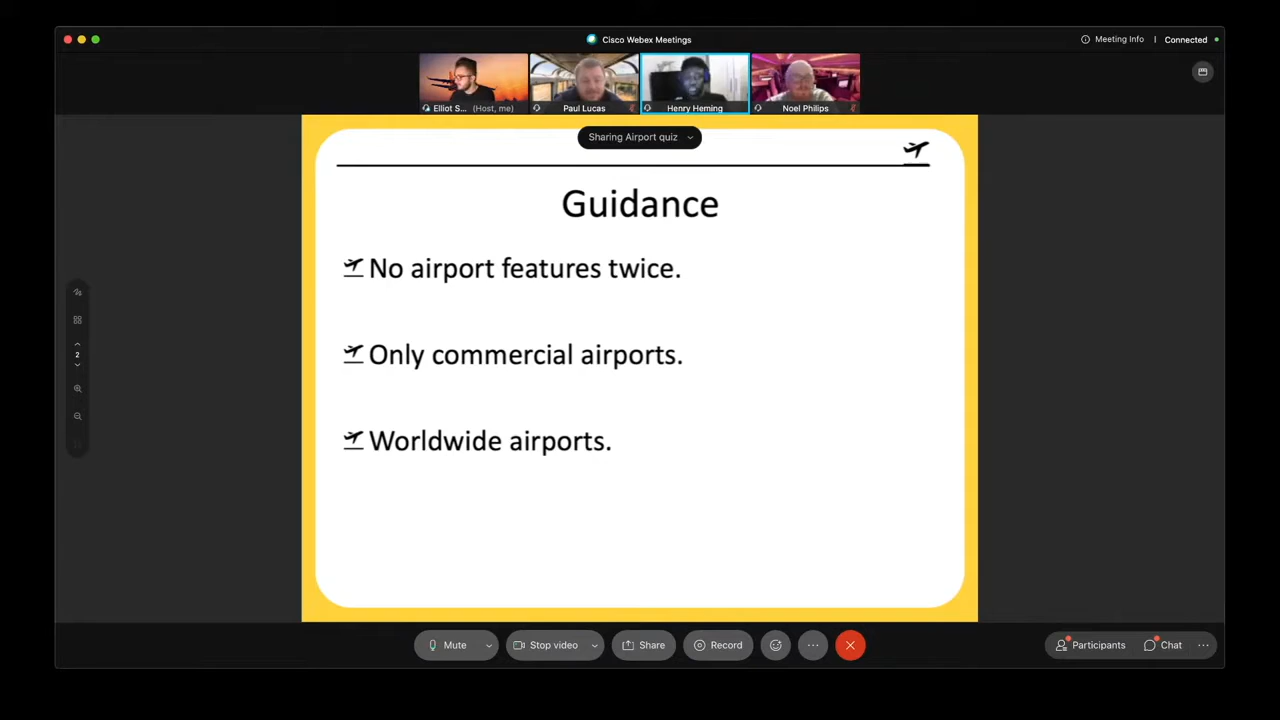 Cisco Webex Meetings
Meeting Info
Connected
Elliot S... (Host, me)
Paul Lucas
Henry Heming
Noel Philips
Sharing Airport quiz
Guidance
No airport features twice.
Only commercial airports.
Worldwide airports.
2
Mute
Stop video
Share
Record
Participants
Chat